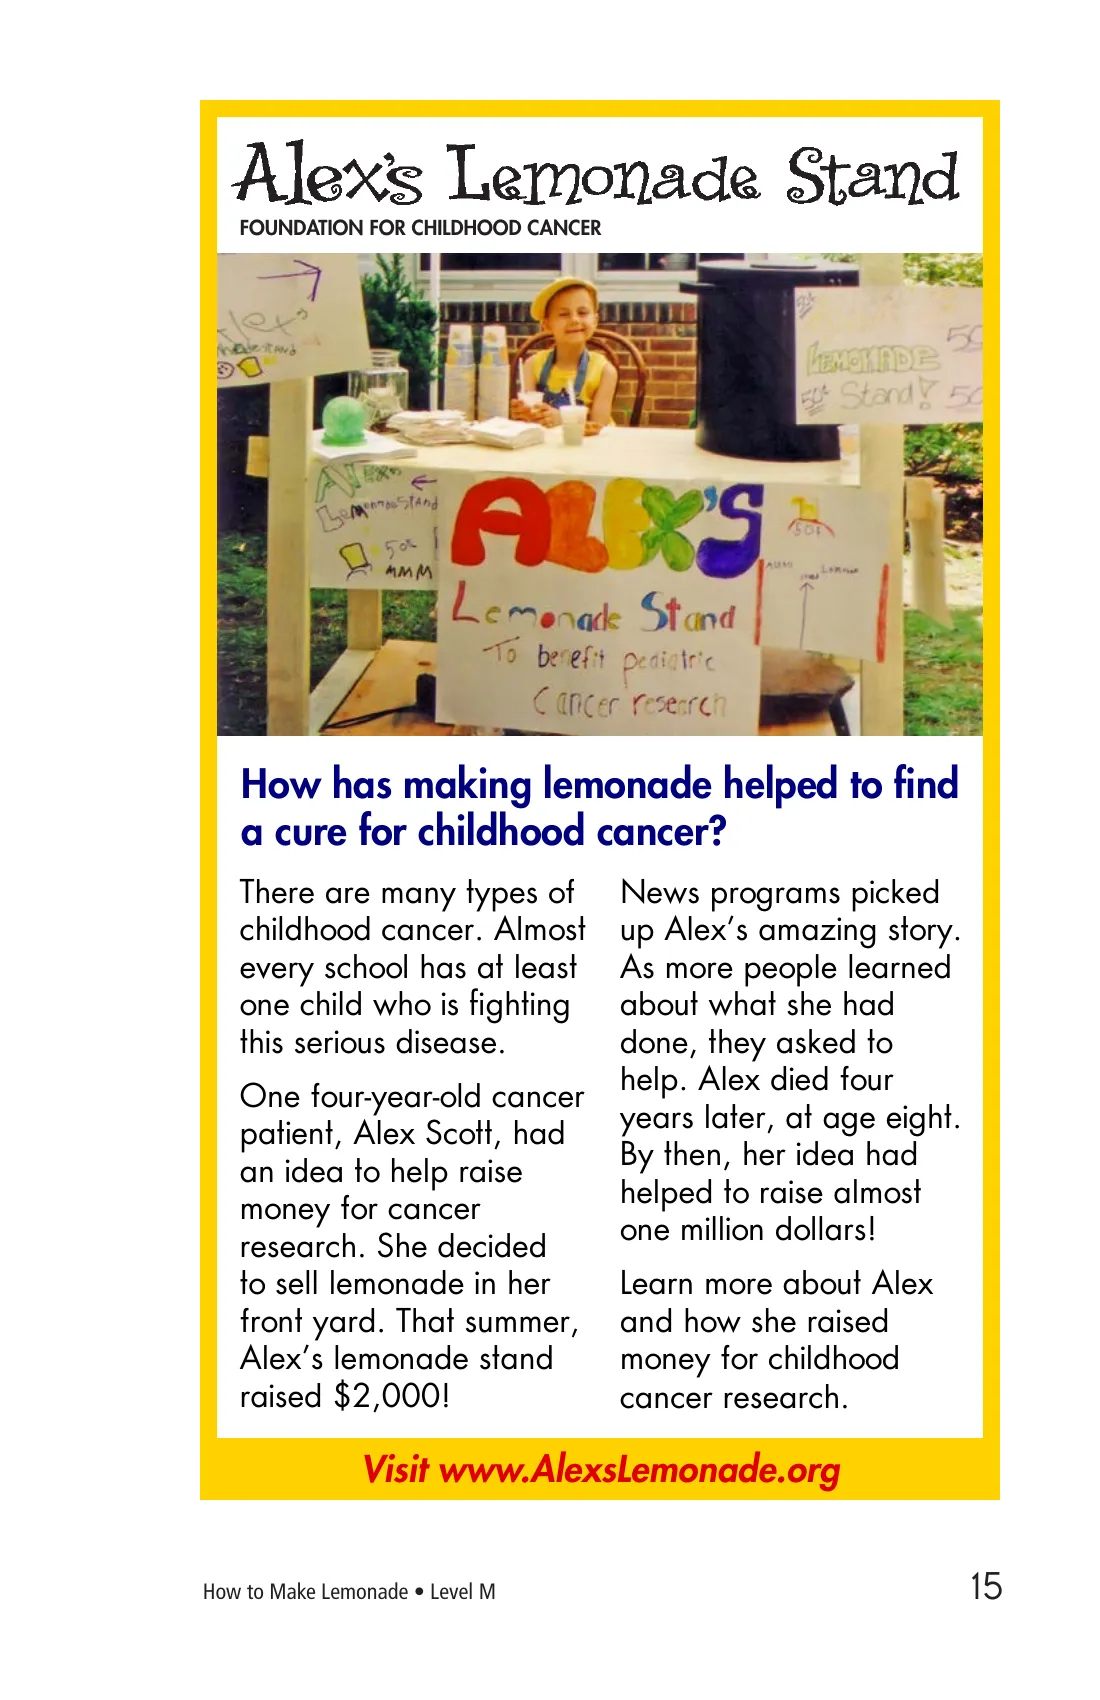 Alex's Lemonade Stand
FOUNDATION FOR CHILDHOOD CANCER
50¢
LEMONADE
50¢
Stand!
50¢
ALEX'S
Lemonade Stand
To benefit pediatric
Cancer research
Lemonade Stand
50¢
MMM
50¢
How has making lemonade helped to find
a cure for childhood cancer?
There are many types of
childhood cancer. Almost
every school has at least
one child who is fighting
this serious disease.
One four-year-old cancer
patient, Alex Scott, had
an idea to help raise
money for cancer
research. She decided
to sell lemonade in her
front yard. That summer,
Alex's lemonade stand
raised $2,000!
News programs picked
up Alex's amazing story.
As more people learned
about what she had
done, they asked to
help. Alex died four
years later, at age eight.
By then, her idea had
helped to raise almost
one million dollars!
Learn more about Alex
and how she raised
money for childhood
cancer research.
Visit www.AlexsLemonade.org
How to Make Lemonade • Level M
15